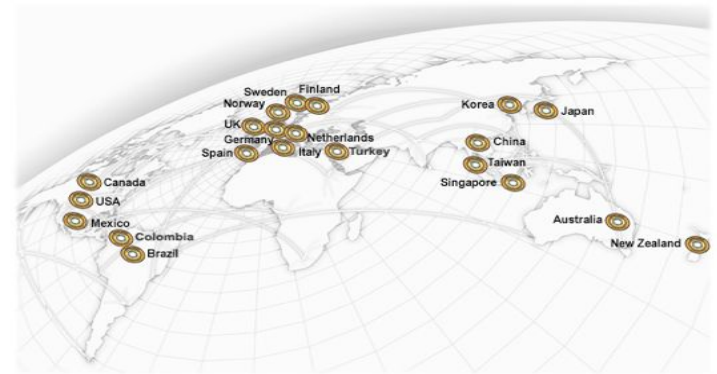 Sweden
Finland
Norway
UK
Germany
Netherlands
Spain
Italy
Turkey
Korea
Japan
China
Taiwan
Singapore
Canada
USA
Mexico
Colombia
Brazil
Australia
New Zealand